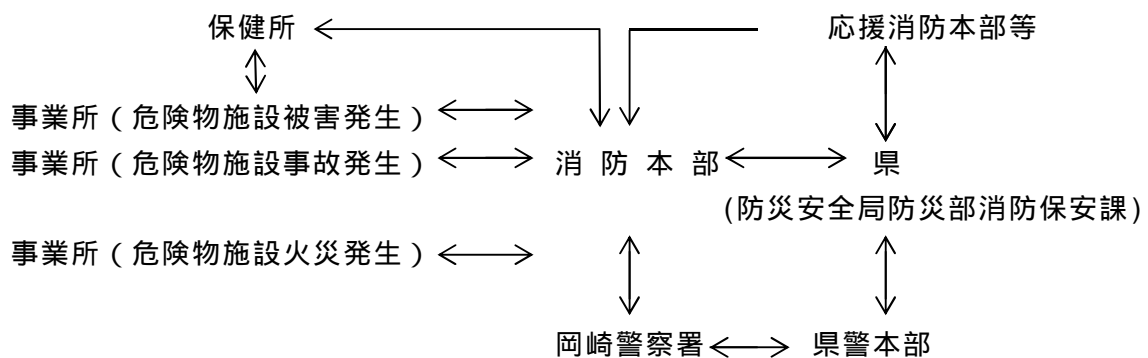 保健所 応援消防本部等
事業所(危険物施設被害発生)
事業所(危険物施設事故発生) 消 防 本 部 県
(防災安全局防災部消防保安課)
事業所(危険物施設火災発生)
岡崎警察署 県警本部